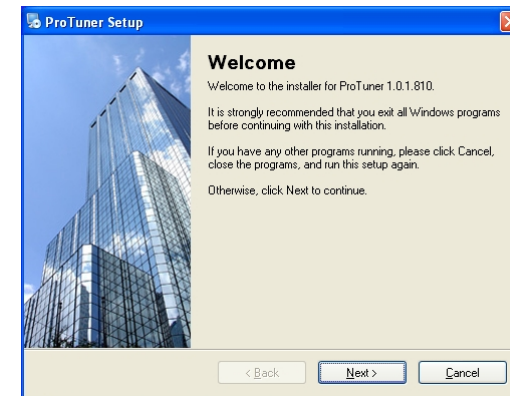 ProTuner Setup
Welcome
Welcome to the installer for ProTuner 1.0.1.810.
It is strongly recommended that you exit all Windows programs
before continuing with this installation.
If you have any other programs running, please click Cancel,
close the programs, and run this setup again.
Otherwise, click Next to continue.
< Back
Next >
Cancel